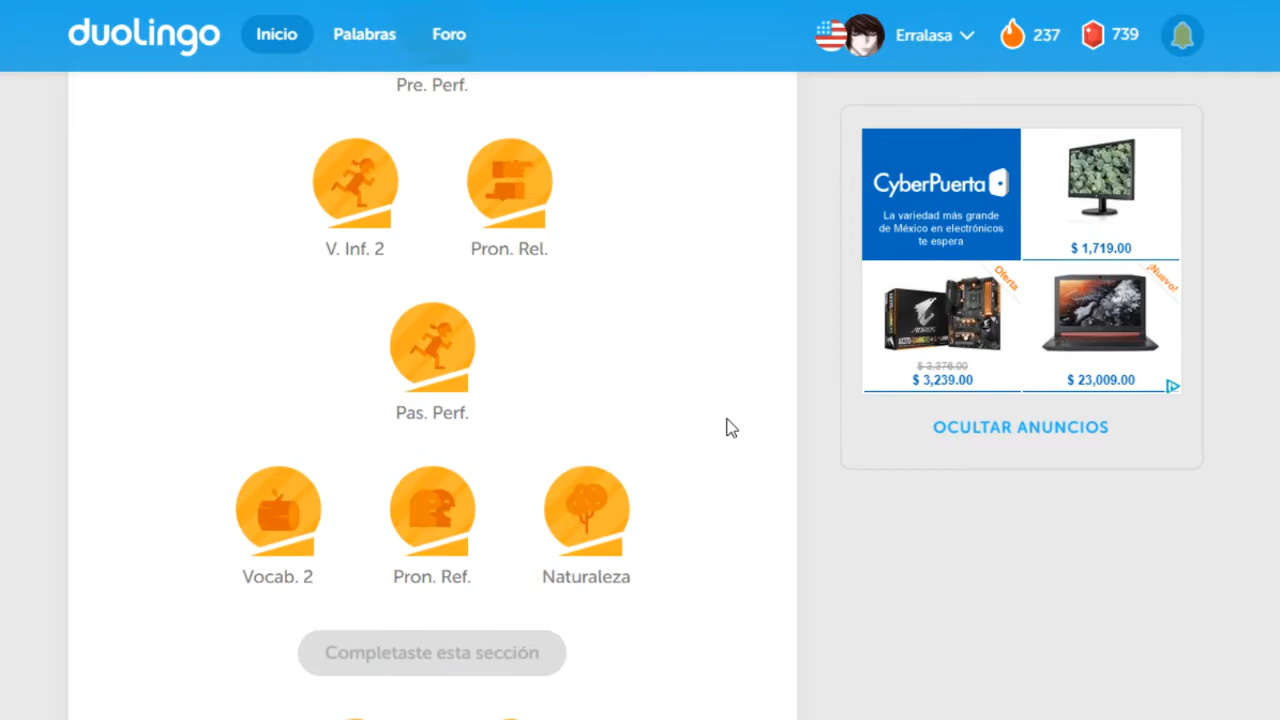 duolingo
Inicio
Palabras
Foro
Erralasa
237
739
Pre. Perf.
V. Inf. 2
Pron. Rel.
Pas. Perf.
Vocab. 2
Pron. Ref.
Naturaleza
Completaste esta sección
CyberPuerta
La variedad más grande
de México en electrónicos
te espera
$ 1,719.00
Oferta
AORUS
$ 3,376.00
$ 3,239.00
¡Nuevo!
$ 23,009.00
OCULTAR ANUNCIOS